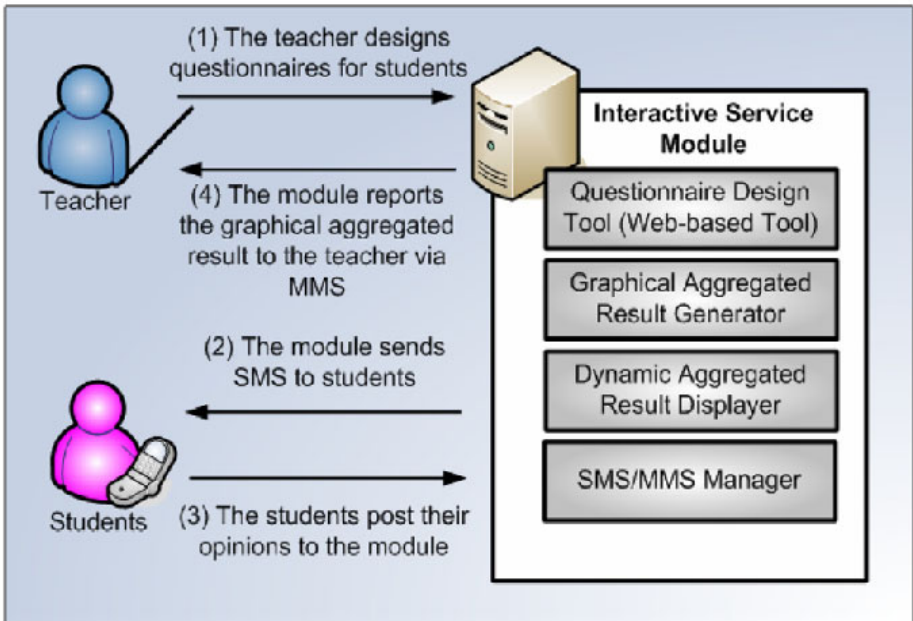 (1) The teacher designs
questionnaires for students
Teacher
(4) The module reports
the graphical aggregated
result to the teacher via
MMS
(2) The module sends
SMS to students
Students
(3) The students post their
opinions to the module
Interactive Service
Module
Questionnaire Design
Tool (Web-based Tool)
Graphical Aggregated
Result Generator
Dynamic Aggregated
Result Displayer
SMS/MMS Manager